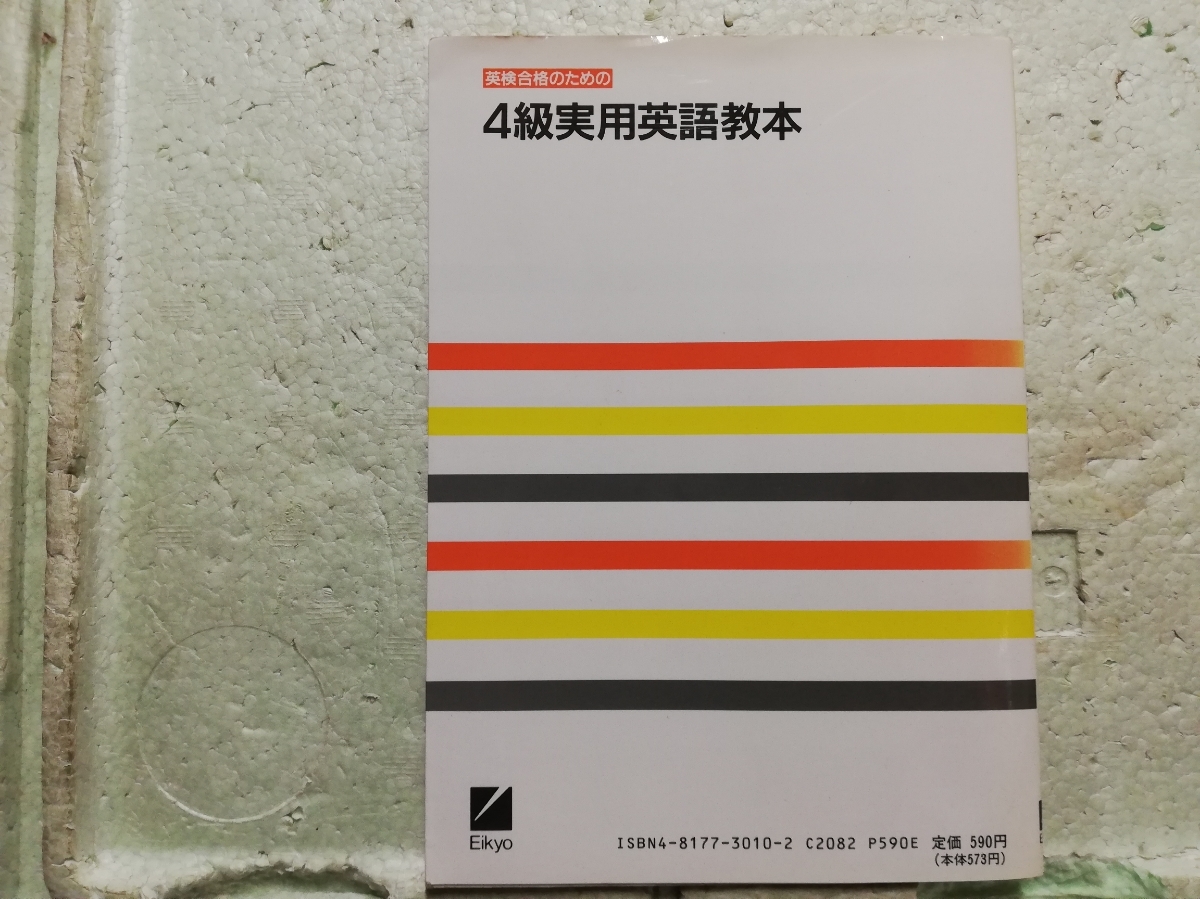 英検合格のための
4級実用英語教本
Eikyo
ISBN4-8177-3010-2 C2082 P590E 定価 590円
(本体573円)